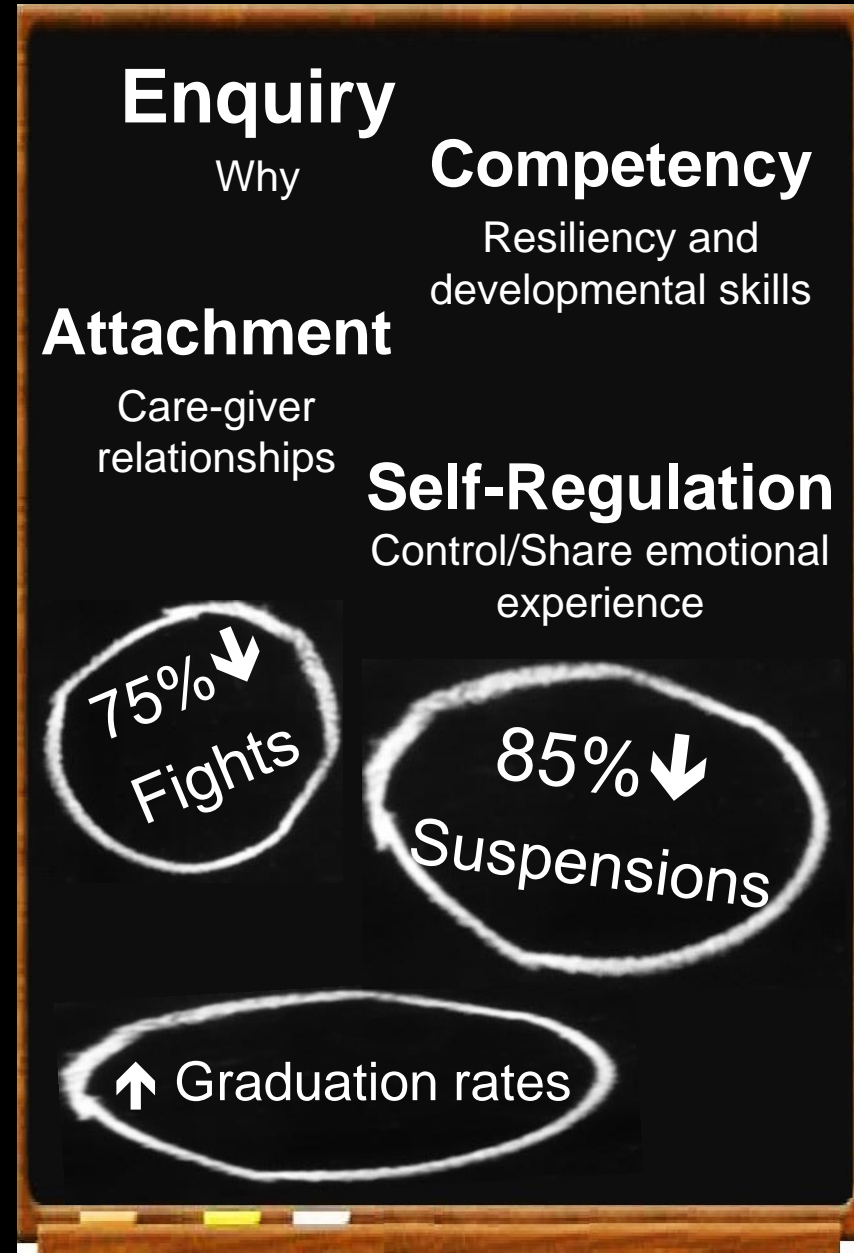 Enquiry
Why
Competency
Resiliency and
developmental skills
Attachment
Care-giver
relationships
Self-Regulation
Control/Share emotional
experience
75%🡻
Fights
85%🡻
Suspensions
🡹 Graduation rates